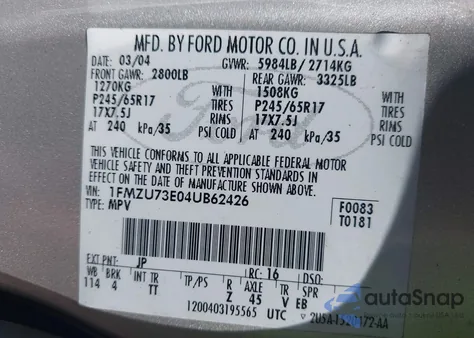 MFD. BY FORD MOTOR CO. IN U.S.A.
DATE: 03/04 GVWR: 5984LB/ 2714KG
FRONT GAWR: 2800LB REAR GAWR: 3325LB
1270KG WITH 1508KG WITH
P245/65R17 TIRES P245/65R17 TIRES
17X7.5J RIMS 17X7.5J RIMS
AT 240 kPa/35 PSI COLD AT 240 kPa/35 PSI COLD
THIS VEHICLE CONFORMS TO ALL APPLICABLE FEDERAL MOTOR
VEHICLE SAFETY AND THEFT PREVENTION STANDARDS IN EFFECT ON
THE DATE OF MANUFACTURE SHOWN ABOVE.
VIN: 1FMZU73E04UB62426 F0083
TYPE: MPV T0181
EXT PNT: JP RC: 16 DSO:
WB BRK INT TR TP/PS R AXLE TR SPR
114 4 TT Z 45 V EB
1200403195565 UTC
Ford
AutoSnap